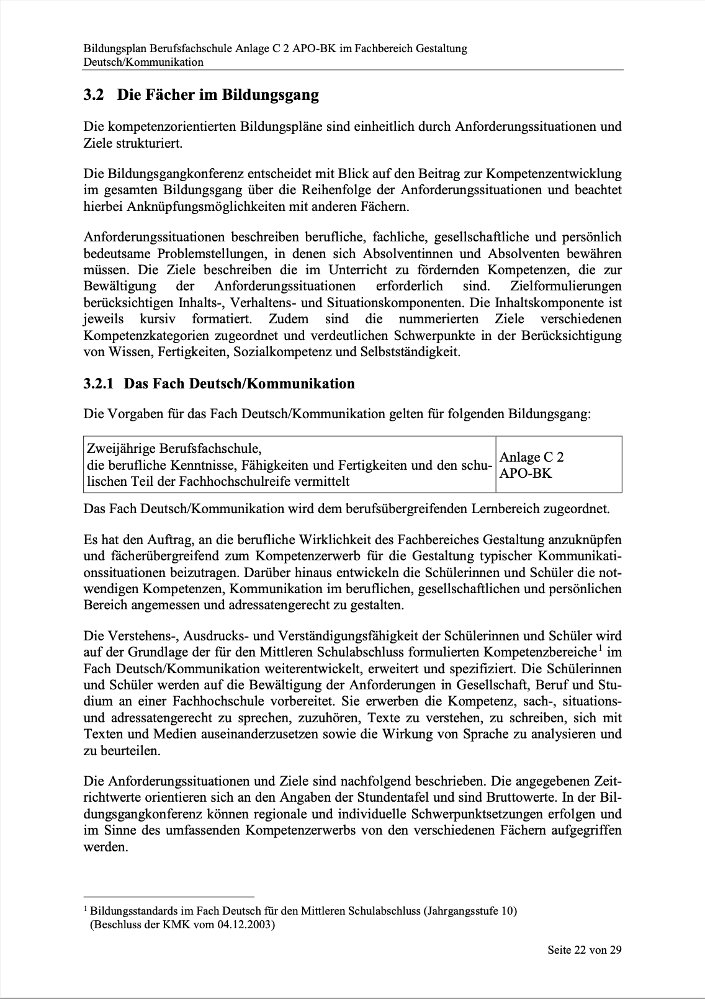 Bildungsplan Berufsfachschule Anlage C 2 APO-BK im Fachbereich Gestaltung
Deutsch/Kommunikation
3.2 Die Fächer im Bildungsgang
Die kompetenzorientierten Bildungspläne sind einheitlich durch Anforderungssituationen und
Ziele strukturiert.
Die Bildungsgangkonferenz entscheidet mit Blick auf den Beitrag zur Kompetenzentwicklung
im gesamten Bildungsgang über die Reihenfolge der Anforderungssituationen und beachtet
hierbei Anknüpfungsmöglichkeiten mit anderen Fächern.
Anforderungssituationen beschreiben berufliche, fachliche, gesellschaftliche und persönlich
bedeutsame Problemstellungen, in denen sich Absolventinnen und Absolventen bewähren
müssen. Die Ziele beschreiben die im Unterricht zu fördernden Kompetenzen, die zur
Bewältigung der Anforderungssituationen erforderlich sind. Zielformulierungen
berücksichtigen Inhalts-, Verhaltens- und Situationskomponenten. Die Inhaltskomponente ist
jeweils kursiv formatiert. Zudem sind die nummerierten Ziele verschiedenen
Kompetenzkategorien zugeordnet und verdeutlichen Schwerpunkte in der Berücksichtigung
von Wissen, Fertigkeiten, Sozialkompetenz und Selbstständigkeit.
3.2.1 Das Fach Deutsch/Kommunikation
Die Vorgaben für das Fach Deutsch/Kommunikation gelten für folgenden Bildungsgang:
Zweijährige Berufsfachschule,
die berufliche Kenntnisse, Fähigkeiten und Fertigkeiten und den schu-
lischen Teil der Fachhochschulreife vermittelt
Anlage C 2
APO-BK
Das Fach Deutsch/Kommunikation wird dem berufsübergreifenden Lernbereich zugeordnet.
Es hat den Auftrag, an die berufliche Wirklichkeit des Fachbereiches Gestaltung anzuknüpfen
und fächerübergreifend zum Kompetenzerwerb für die Gestaltung typischer Kommunikati-
onssituationen beizutragen. Darüber hinaus entwickeln die Schülerinnen und Schüler die not-
wendigen Kompetenzen, Kommunikation im beruflichen, gesellschaftlichen und persönlichen
Bereich angemessen und adressatengerecht zu gestalten.
Die Verstehens-, Ausdrucks- und Verständigungsfähigkeit der Schülerinnen und Schüler wird
auf der Grundlage der für den Mittleren Schulabschluss formulierten Kompetenzbereiche¹ im
Fach Deutsch/Kommunikation weiterentwickelt, erweitert und spezifiziert. Die Schülerinnen
und Schüler werden auf die Bewältigung der Anforderungen in Gesellschaft, Beruf und Stu-
dium an einer Fachhochschule vorbereitet. Sie erwerben die Kompetenz, sach-, situations-
und adressatengerecht zu sprechen, zuzuhören, Texte zu verstehen, zu schreiben, sich mit
Texten und Medien auseinanderzusetzen sowie die Wirkung von Sprache zu analysieren und
zu beurteilen.
Die Anforderungssituationen und Ziele sind nachfolgend beschrieben. Die angegebenen Zeit-
richtwerte orientieren sich an den Angaben der Stundentafel und sind Bruttowerte. In der Bil-
dungsgangkonferenz können regionale und individuelle Schwerpunktsetzungen erfolgen und
im Sinne des umfassenden Kompetenzerwerbs von den verschiedenen Fächern aufgegriffen
werden.
¹ Bildungsstandards im Fach Deutsch für den Mittleren Schulabschluss (Jahrgangsstufe 10)
(Beschluss der KMK vom 04.12.2003)
Seite 22 von 29